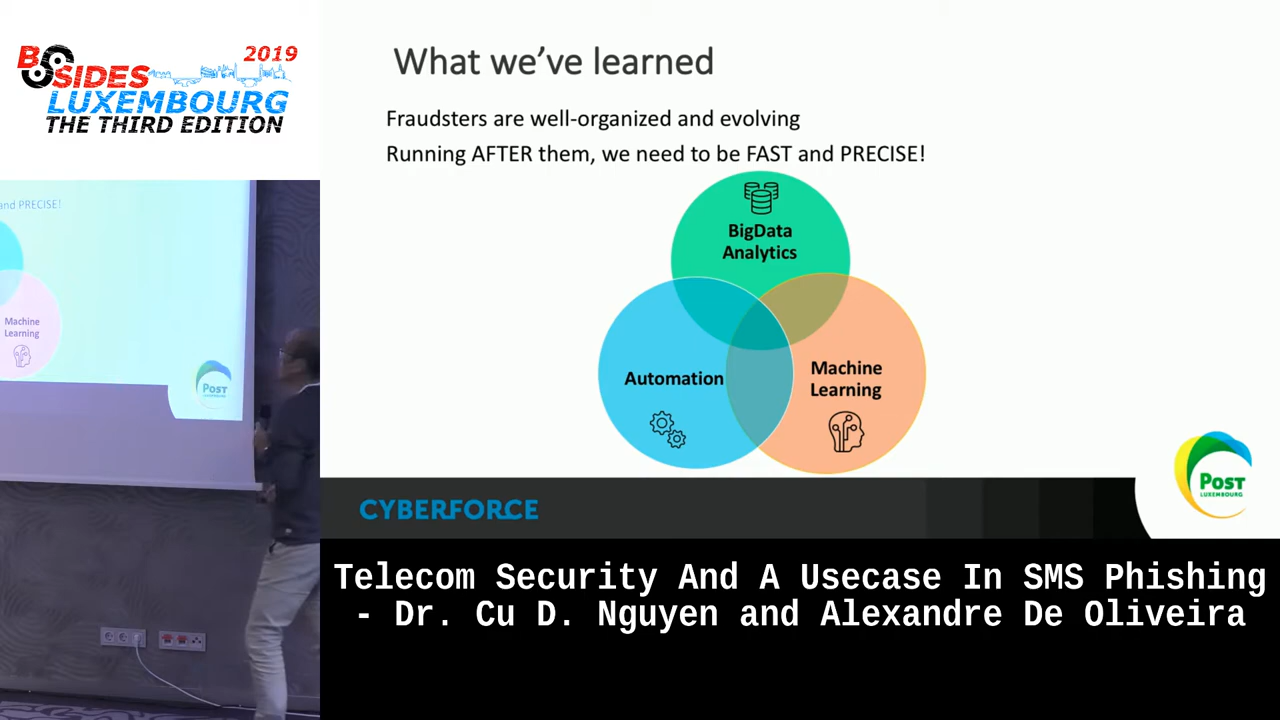 2019
BSIDES
LUXEMBOURG
THE THIRD EDITION
What we've learned
Fraudsters are well-organized and evolving
Running AFTER them, we need to be FAST and PRECISE!
BigData
Analytics
Automation
Machine
Learning
CYBERFORCE
POST
LUXEMBOURG
and PRECISE!
Machine
Learning
POST
Telecom Security And A Usecase In SMS Phishing
- Dr. Cu D. Nguyen and Alexandre De Oliveira